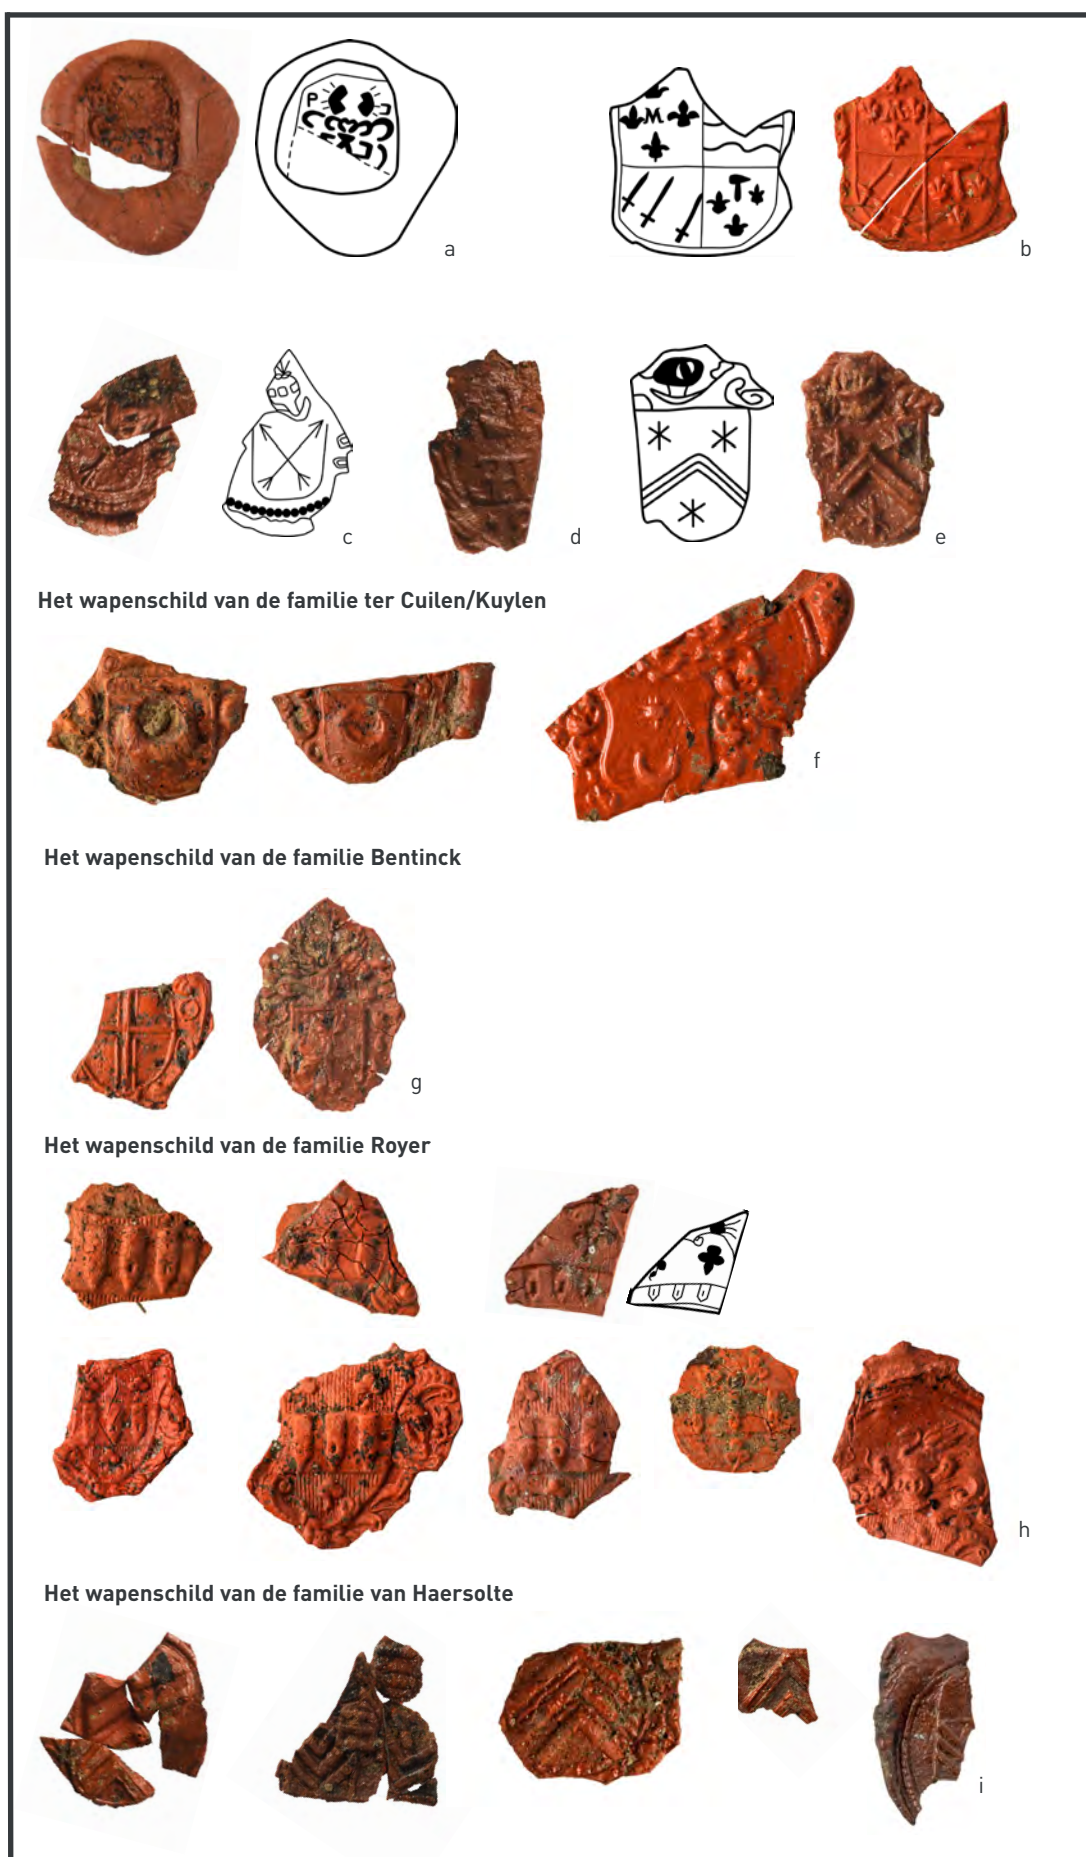 P
M
a
b
c
d
e
Het wapenschild van de familie ter Cuilen/Kuylen
f
Het wapenschild van de familie Bentinck
g
Het wapenschild van de familie Royer
h
Het wapenschild van de familie van Haersolte
i